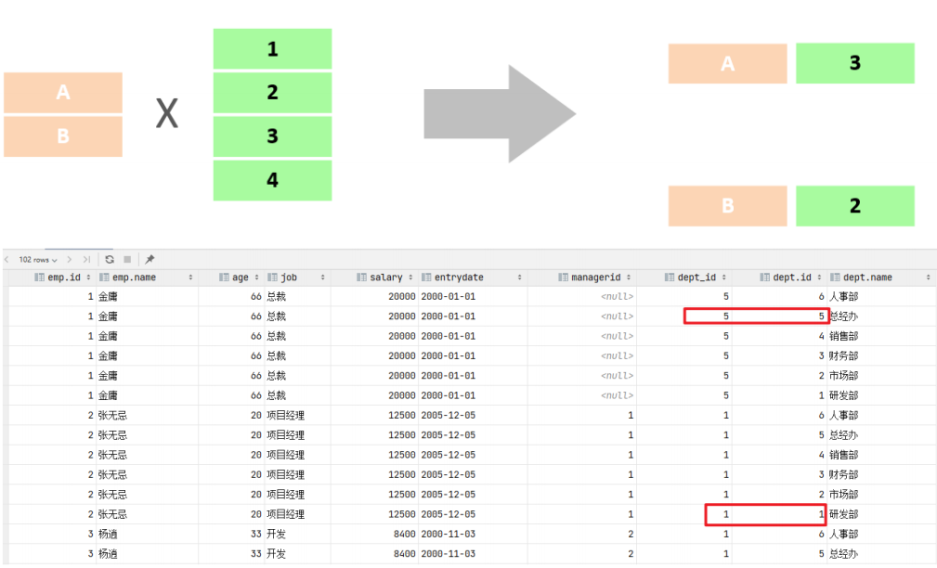 1
A X 2 A 3
B 3
4 B 2
102 rows
emp.id emp.name age job salary entrydate managerid dept_id dept.id dept.name
1 金庸 66 总裁 20000 2000-01-01 <null> 5 6 人事部
1 金庸 66 总裁 20000 2000-01-01 <null> 5 5 总经办
1 金庸 66 总裁 20000 2000-01-01 <null> 5 4 销售部
1 金庸 66 总裁 20000 2000-01-01 <null> 5 3 财务部
1 金庸 66 总裁 20000 2000-01-01 <null> 5 2 市场部
1 金庸 66 总裁 20000 2000-01-01 <null> 5 1 研发部
2 张无忌 20 项目经理 12500 2005-12-05 1 1 6 人事部
2 张无忌 20 项目经理 12500 2005-12-05 1 1 5 总经办
2 张无忌 20 项目经理 12500 2005-12-05 1 1 4 销售部
2 张无忌 20 项目经理 12500 2005-12-05 1 1 3 财务部
2 张无忌 20 项目经理 12500 2005-12-05 1 1 2 市场部
2 张无忌 20 项目经理 12500 2005-12-05 1 1 1 研发部
3 杨逍 33 开发 8400 2000-11-03 2 1 6 人事部
3 杨逍 33 开发 8400 2000-11-03 2 1 5 总经办